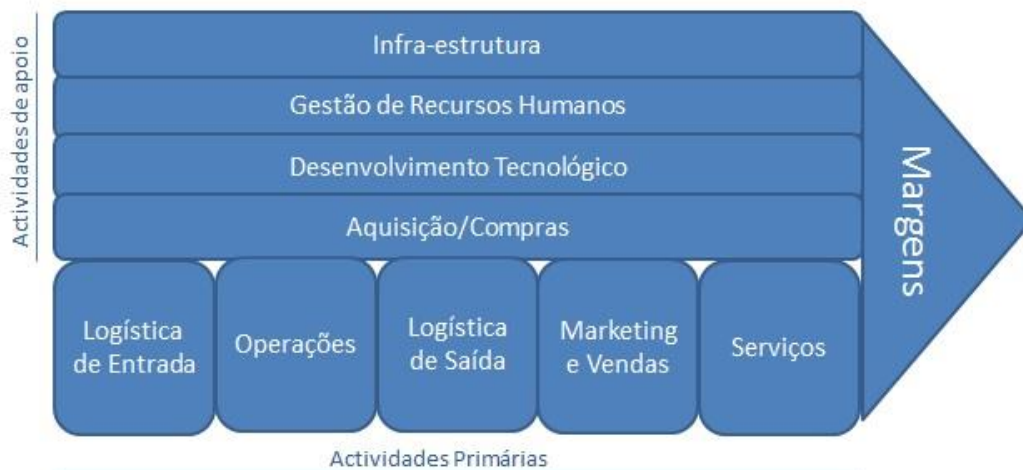 Actividades de apoio
Infra-estrutura
Gestão de Recursos Humanos
Desenvolvimento Tecnológico
Aquisição/Compras
Logística
de Entrada
Operações
Logística
de Saída
Marketing
e Vendas
Serviços
Margens
Actividades Primárias